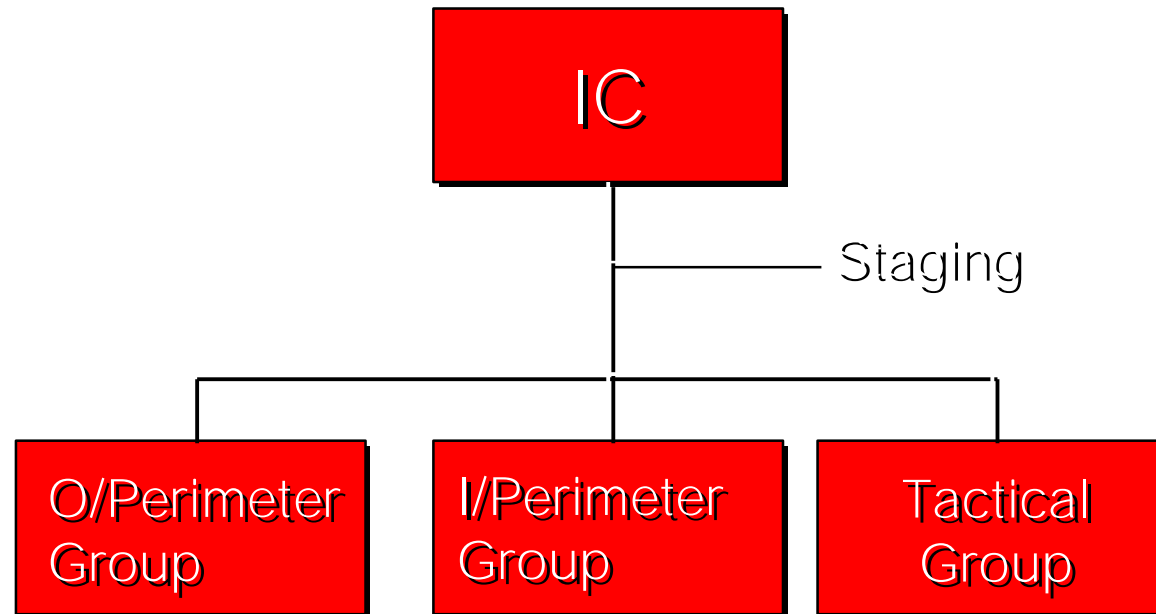 IC
Staging
O/Perimeter
Group
I/Perimeter
Group
Tactical
Group